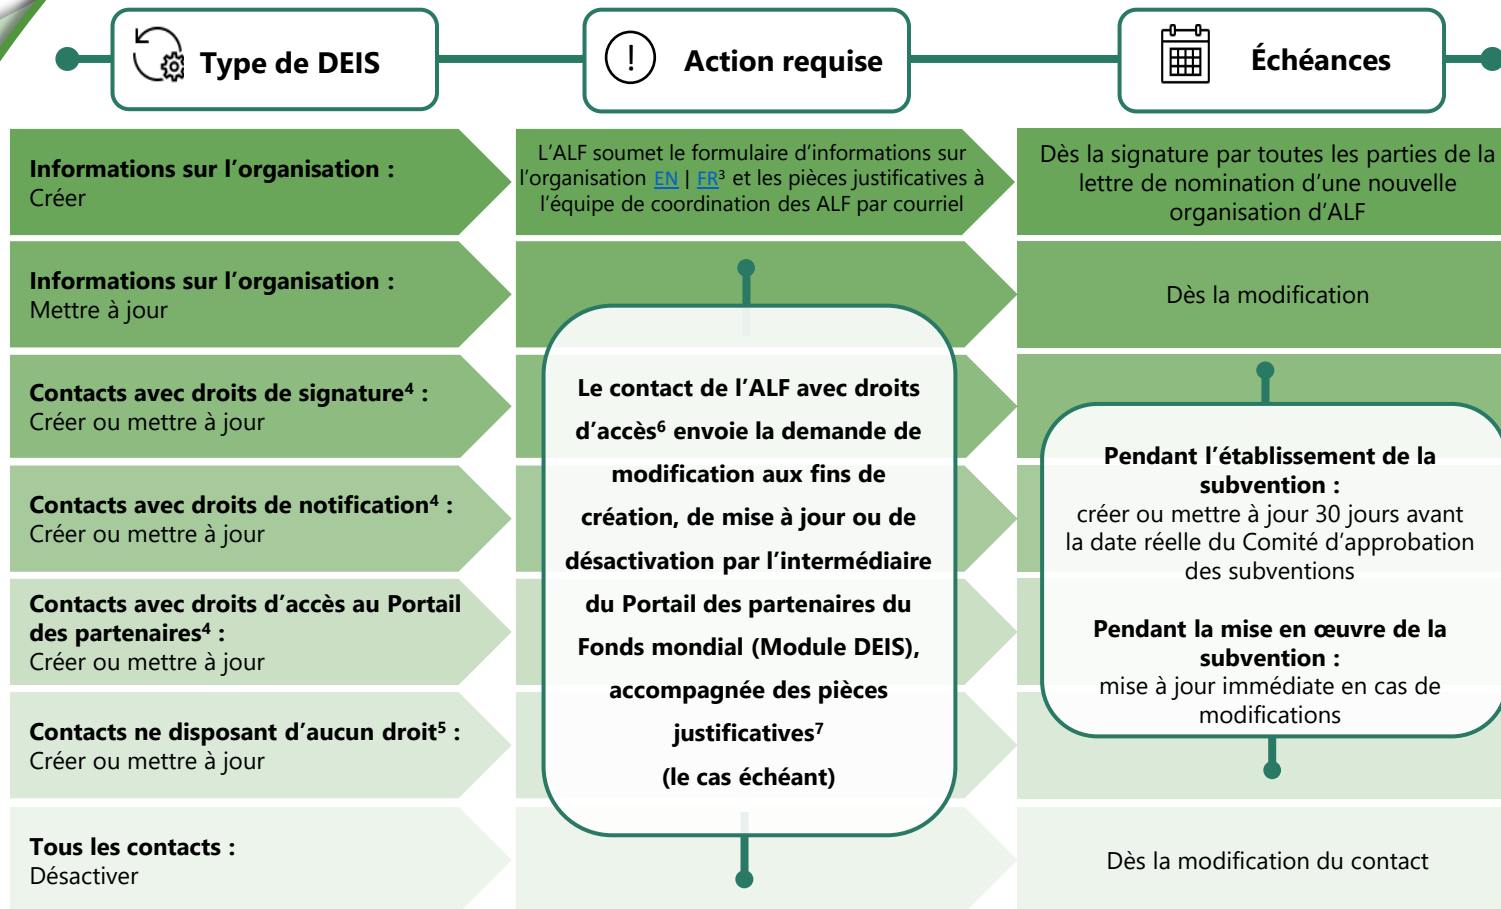 Type de DEIS
Action requise
Échéances
Informations sur l’organisation :
Créer
L’ALF soumet le formulaire d’informations sur
l’organisation EN | FR³ et les pièces justificatives à
l’équipe de coordination des ALF par courriel
Dès la signature par toutes les parties de la
lettre de nomination d’une nouvelle
organisation d’ALF
Informations sur l’organisation :
Mettre à jour
Dès la modification
Contacts avec droits de signature⁴ :
Créer ou mettre à jour
Contacts avec droits de notification⁴ :
Créer ou mettre à jour
Contacts avec droits d’accès au Portail
des partenaires⁴ :
Créer ou mettre à jour
Contacts ne disposant d’aucun droit⁵ :
Créer ou mettre à jour
Le contact de l’ALF avec droits
d’accès⁶ envoie la demande de
modification aux fins de
création, de mise à jour ou de
désactivation par l’intermédiaire
du Portail des partenaires du
Fonds mondial (Module DEIS),
accompagnée des pièces
justificatives⁷
(le cas échéant)
Pendant l’établissement de la
subvention :
créer ou mettre à jour 30 jours avant
la date réelle du Comité d’approbation
des subventions
Pendant la mise en œuvre de la
subvention :
mise à jour immédiate en cas de
modifications
Tous les contacts :
Désactiver
Dès la modification du contact